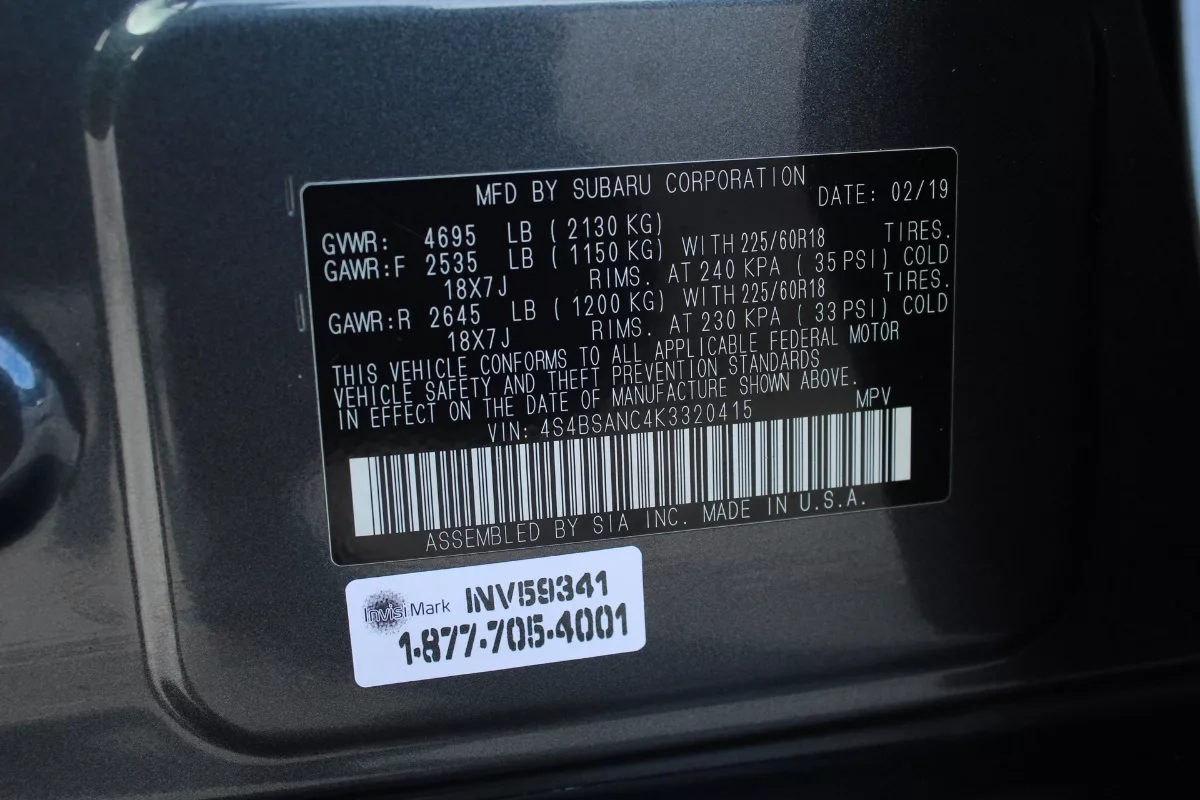 MFD BY SUBARU CORPORATION DATE: 02/19
GVWR: 4695 LB ( 2130 KG)
GAWR:F 2535 LB ( 1150 KG) WITH 225/60R18 TIRES.
18X7J RIMS. AT 240 KPA ( 35 PSI) COLD
GAWR:R 2645 LB ( 1200 KG) WITH 225/60R18 TIRES.
18X7J RIMS. AT 230 KPA ( 33 PSI) COLD
THIS VEHICLE CONFORMS TO ALL APPLICABLE FEDERAL MOTOR
VEHICLE SAFETY AND THEFT PREVENTION STANDARDS
IN EFFECT ON THE DATE OF MANUFACTURE SHOWN ABOVE.
VIN: 4S4BSANC4K3320415 MPV
ASSEMBLED BY SIA INC. MADE IN U.S.A.
InvisiMark INV59341
1-877-705-4001